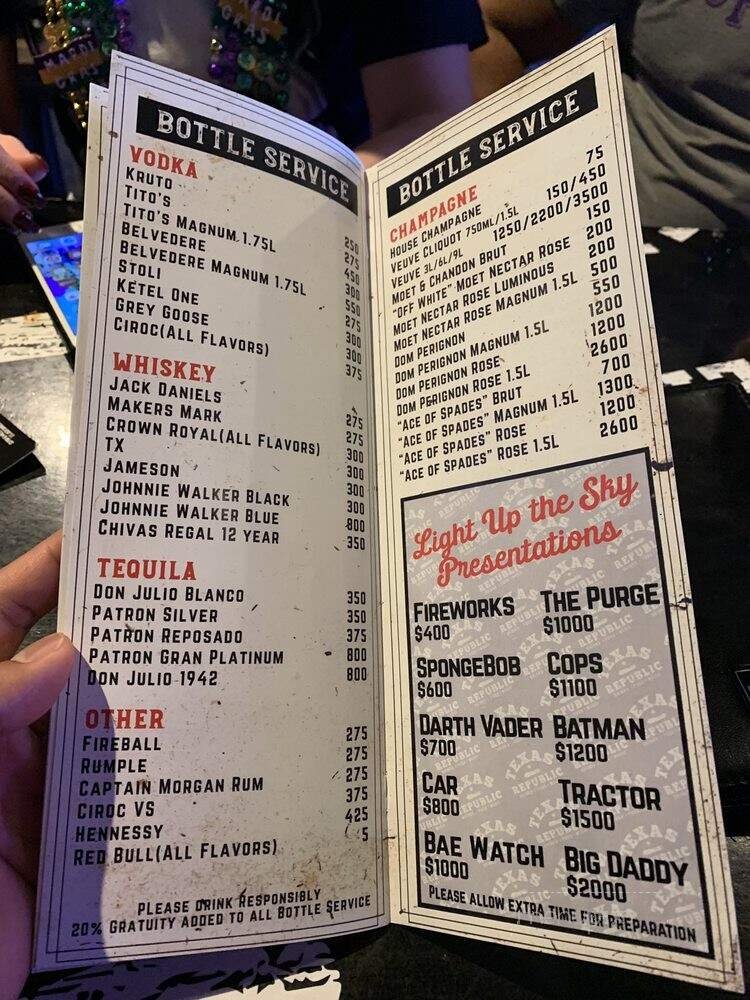 BOTTLE SERVICE
VODKA
KRUTO 250
TITO'S 275
TITO'S MAGNUM 1.75L 450
BELVEDERE 300
BELVEDERE MAGNUM 1.75L 550
STOLI 275
KETEL ONE 300
GREY GOOSE 300
CIROC(ALL FLAVORS) 375
WHISKEY
JACK DANIELS 275
MAKERS MARK 275
CROWN ROYAL(ALL FLAVORS) 300
TX 300
JAMESON 300
JOHNNIE WALKER BLACK 300
JOHNNIE WALKER BLUE 800
CHIVAS REGAL 12 YEAR 350
TEQUILA
DON JULIO BLANCO 350
PATRON SILVER 350
PATRON REPOSADO 375
PATRON GRAN PLATINUM 800
DON JULIO 1942 800
OTHER
FIREBALL 275
RUMPLE 275
CAPTAIN MORGAN RUM 275
CIROC VS 375
HENNESSY 425
RED BULL(ALL FLAVORS) 5
PLEASE DRINK RESPONSIBLY
20% GRATUITY ADDED TO ALL BOTTLE SERVICE
BOTTLE SERVICE
CHAMPAGNE
HOUSE CHAMPAGNE 75
VEUVE CLIQUOT 750ML/1.5L 150/450
VEUVE 3L/6L/9L 1250/2200/3500
MOET & CHANDON BRUT 150
"OFF WHITE" MOET NECTAR ROSE 200
MOET NECTAR ROSE LUMINOUS 200
MOET NECTAR ROSE MAGNUM 1.5L 500
DOM PERIGNON 550
DOM PERIGNON MAGNUM 1.5L 1200
DOM PERIGNON ROSE 1200
DOM PERIGNON ROSE 1.5L 2600
"ACE OF SPADES" BRUT 700
"ACE OF SPADES" MAGNUM 1.5L 1300
"ACE OF SPADES" ROSE 1200
"ACE OF SPADES" ROSE 1.5L 2600
Light Up the Sky
Presentations
FIREWORKS THE PURGE
$400 $1000
SPONGEBOB COPS
$600 $1100
DARTH VADER BATMAN
$700 $1200
CAR TRACTOR
$800 $1500
BAE WATCH BIG DADDY
$1000 $2000
PLEASE ALLOW EXTRA TIME FOR PREPARATION
MARDI
GRAS